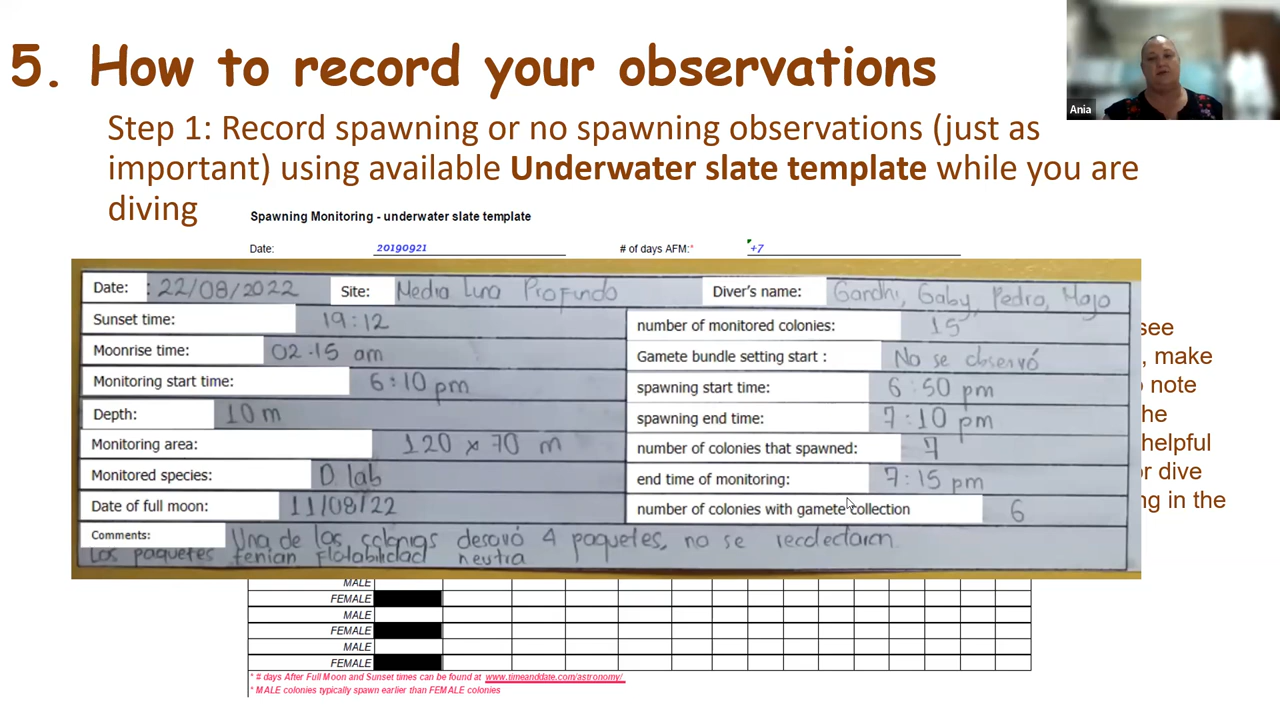 5. How to record your observations
Ania
Step 1: Record spawning or no spawning observations (just as
important) using available Underwater slate template while you are
diving
Spawning Monitoring - underwater slate template
Date: 20190921 # of days AFM:* +7
Date: : 22/08/2022 Site: Media Luna Profundo Diver's name: Gandhi, Gaby, Pedro, Majo
Sunset time: 19:12
Moonrise time: 02:15 am
Monitoring start time: 6:10 pm
Depth: 10 m
Monitoring area: 120 x 70 m
Monitored species: D. lab
Date of full moon: 11/08/22
number of monitored colonies: 15
Gamete bundle setting start : No se observó
spawning start time: 6:50 pm
spawning end time: 7:10 pm
number of colonies that spawned: 7
end time of monitoring: 7:15 pm
number of colonies with gamete collection 6
Comments: Una de las colonias desovó 4 paquetes, no se recolectaron.
Los paquetes tenían flotabilidad neutra
see
, make
note
he
helpful
or dive
ng in the
MALE
FEMALE
MALE
FEMALE
MALE
FEMALE
* # days After Full Moon and Sunset times can be found at www.timeanddate.com/astronomy/
* MALE colonies typically spawn earlier than FEMALE colonies